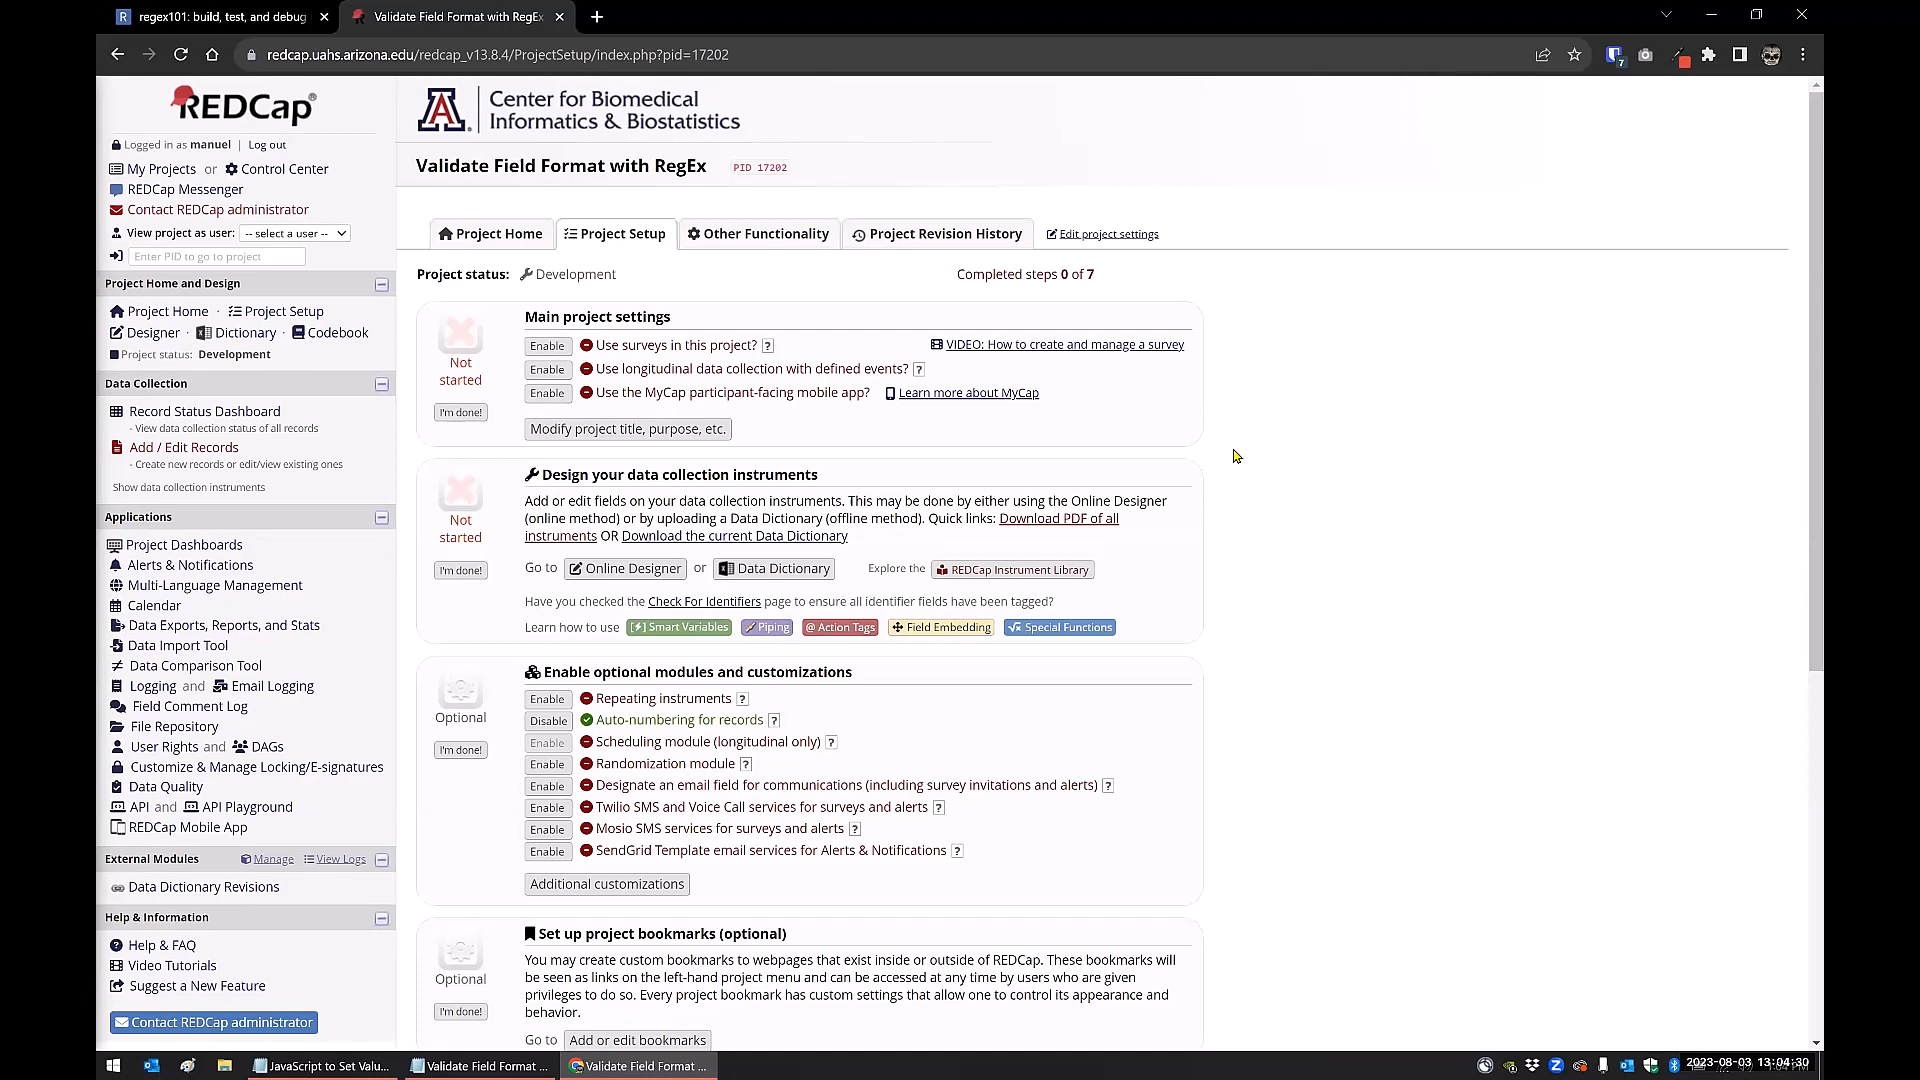 regex101: build, test, and debug
Validate Field Format with RegEx
redcap.uahs.arizona.edu/redcap_v13.8.4/ProjectSetup/index.php?pid=17202
7
REDCap®
Logged in as manuel | Log out
My Projects or Control Center
REDCap Messenger
Contact REDCap administrator
View project as user: -- select a user --
Enter PID to go to project
Project Home and Design
Project Home · Project Setup
Designer · Dictionary · Codebook
Project status: Development
Data Collection
Record Status Dashboard
- View data collection status of all records
Add / Edit Records
- Create new records or edit/view existing ones
Show data collection instruments
Applications
Project Dashboards
Alerts & Notifications
Multi-Language Management
Calendar
Data Exports, Reports, and Stats
Data Import Tool
Data Comparison Tool
Logging and Email Logging
Field Comment Log
File Repository
User Rights and DAGs
Customize & Manage Locking/E-signatures
Data Quality
API and API Playground
REDCap Mobile App
External Modules Manage View Logs
Data Dictionary Revisions
Help & Information
Help & FAQ
Video Tutorials
Suggest a New Feature
Contact REDCap administrator
A
Center for Biomedical
Informatics & Biostatistics
Validate Field Format with RegEx PID 17202
Project Home Project Setup Other Functionality Project Revision History Edit project settings
Project status: Development Completed steps 0 of 7
Not
started
I'm done!
Main project settings
Enable Use surveys in this project? ? VIDEO: How to create and manage a survey
Enable Use longitudinal data collection with defined events? ?
Enable Use the MyCap participant-facing mobile app? Learn more about MyCap
Modify project title, purpose, etc.
Not
started
I'm done!
Design your data collection instruments
Add or edit fields on your data collection instruments. This may be done by either using the Online Designer
(online method) or by uploading a Data Dictionary (offline method). Quick links: Download PDF of all
instruments OR Download the current Data Dictionary
Go to Online Designer or Data Dictionary Explore the REDCap Instrument Library
Have you checked the Check For Identifiers page to ensure all identifier fields have been tagged?
Learn how to use [⚡] Smart Variables Piping @ Action Tags Field Embedding √x Special Functions
Optional
I'm done!
Enable optional modules and customizations
Enable Repeating instruments ?
Disable Auto-numbering for records ?
Enable Scheduling module (longitudinal only) ?
Enable Randomization module ?
Enable Designate an email field for communications (including survey invitations and alerts) ?
Enable Twilio SMS and Voice Call services for surveys and alerts ?
Enable Mosio SMS services for surveys and alerts ?
Enable SendGrid Template email services for Alerts & Notifications ?
Additional customizations
Optional
I'm done!
Set up project bookmarks (optional)
You may create custom bookmarks to webpages that exist inside or outside of REDCap. These bookmarks will
be seen as links on the left-hand project menu and can be accessed at any time by users who are given
privileges to do so. Every project bookmark has custom settings that allow one to control its appearance and
behavior.
Go to Add or edit bookmarks
JavaScript to Set Valu... Validate Field Format ... Validate Field Format ... 2023-08-03 13:04:30